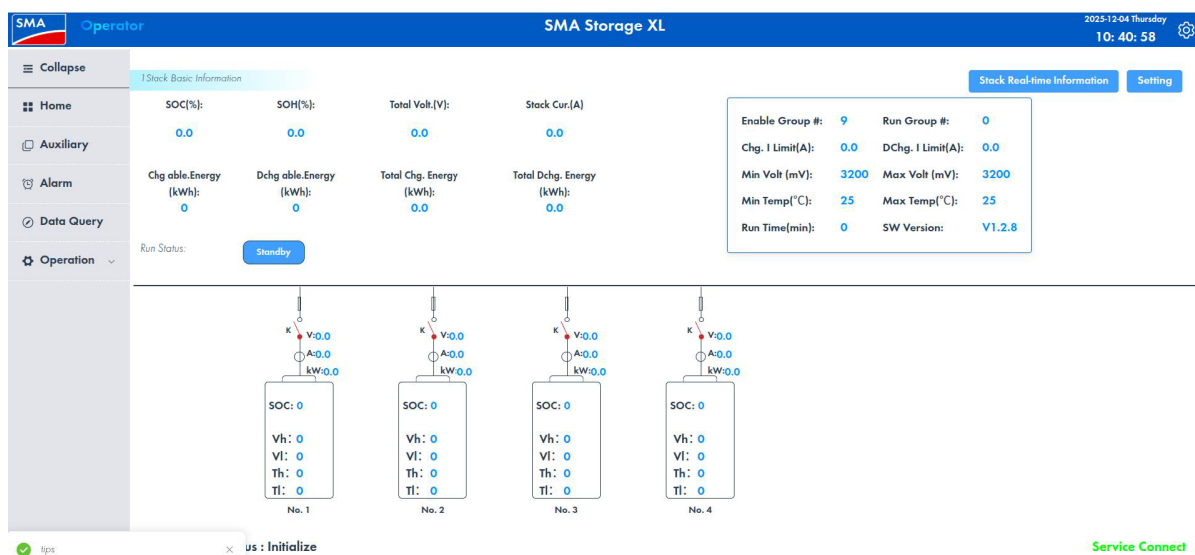 SMA
Operator
SMA Storage XL
2025-12-04 Thursday
10: 40: 58
Collapse
Home
Auxiliary
Alarm
Data Query
Operation
1Stack Basic Information
Stack Real-time Information
Setting
SOC(%):
SOH(%):
Total Volt.(V):
Stack Cur.(A)
0.0
0.0
0.0
0.0
Chg able.Energy
(kWh):
0
Dchg able.Energy
(kWh):
0
Total Chg. Energy
(kWh):
0.0
Total Dchg. Energy
(kWh):
0.0
Run Status:
Standby
Enable Group #: 9 Run Group #: 0
Chg. I Limit(A): 0.0 DChg. I Limit(A): 0.0
Min Volt (mV): 3200 Max Volt (mV): 3200
Min Temp(°C): 25 Max Temp(°C): 25
Run Time(min): 0 SW Version: V1.2.8
K
V:0.0
A:0.0
kW:0.0
SOC: 0
Vh: 0
Vl: 0
Th: 0
Tl: 0
No. 1
K
V:0.0
A:0.0
kW:0.0
SOC: 0
Vh: 0
Vl: 0
Th: 0
Tl: 0
No. 2
K
V:0.0
A:0.0
kW:0.0
SOC: 0
Vh: 0
Vl: 0
Th: 0
Tl: 0
No. 3
K
V:0.0
A:0.0
kW:0.0
SOC: 0
Vh: 0
Vl: 0
Th: 0
Tl: 0
No. 4
tips
us : Initialize
Service Connect